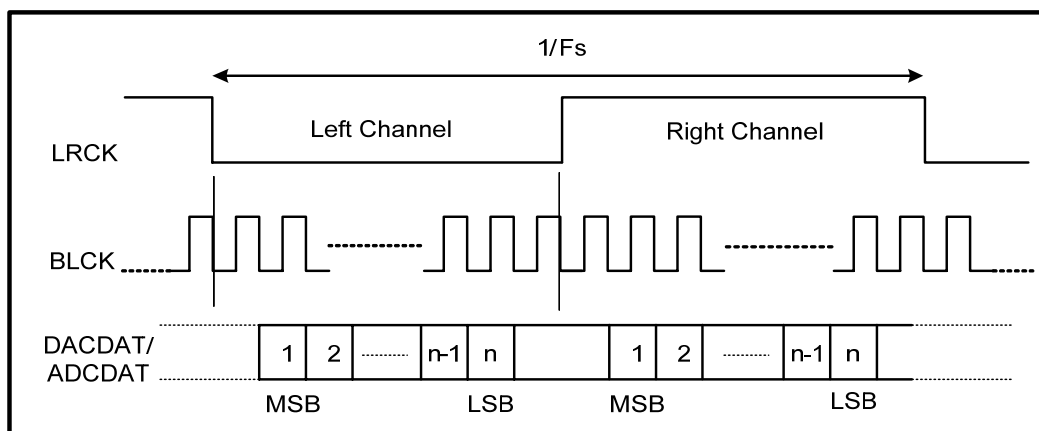 1/Fs
Left Channel
Right Channel
LRCK
BLCK
DACDAT/
ADCDAT
1 2 n-1 n 1 2 n-1 n
MSB LSB MSB LSB